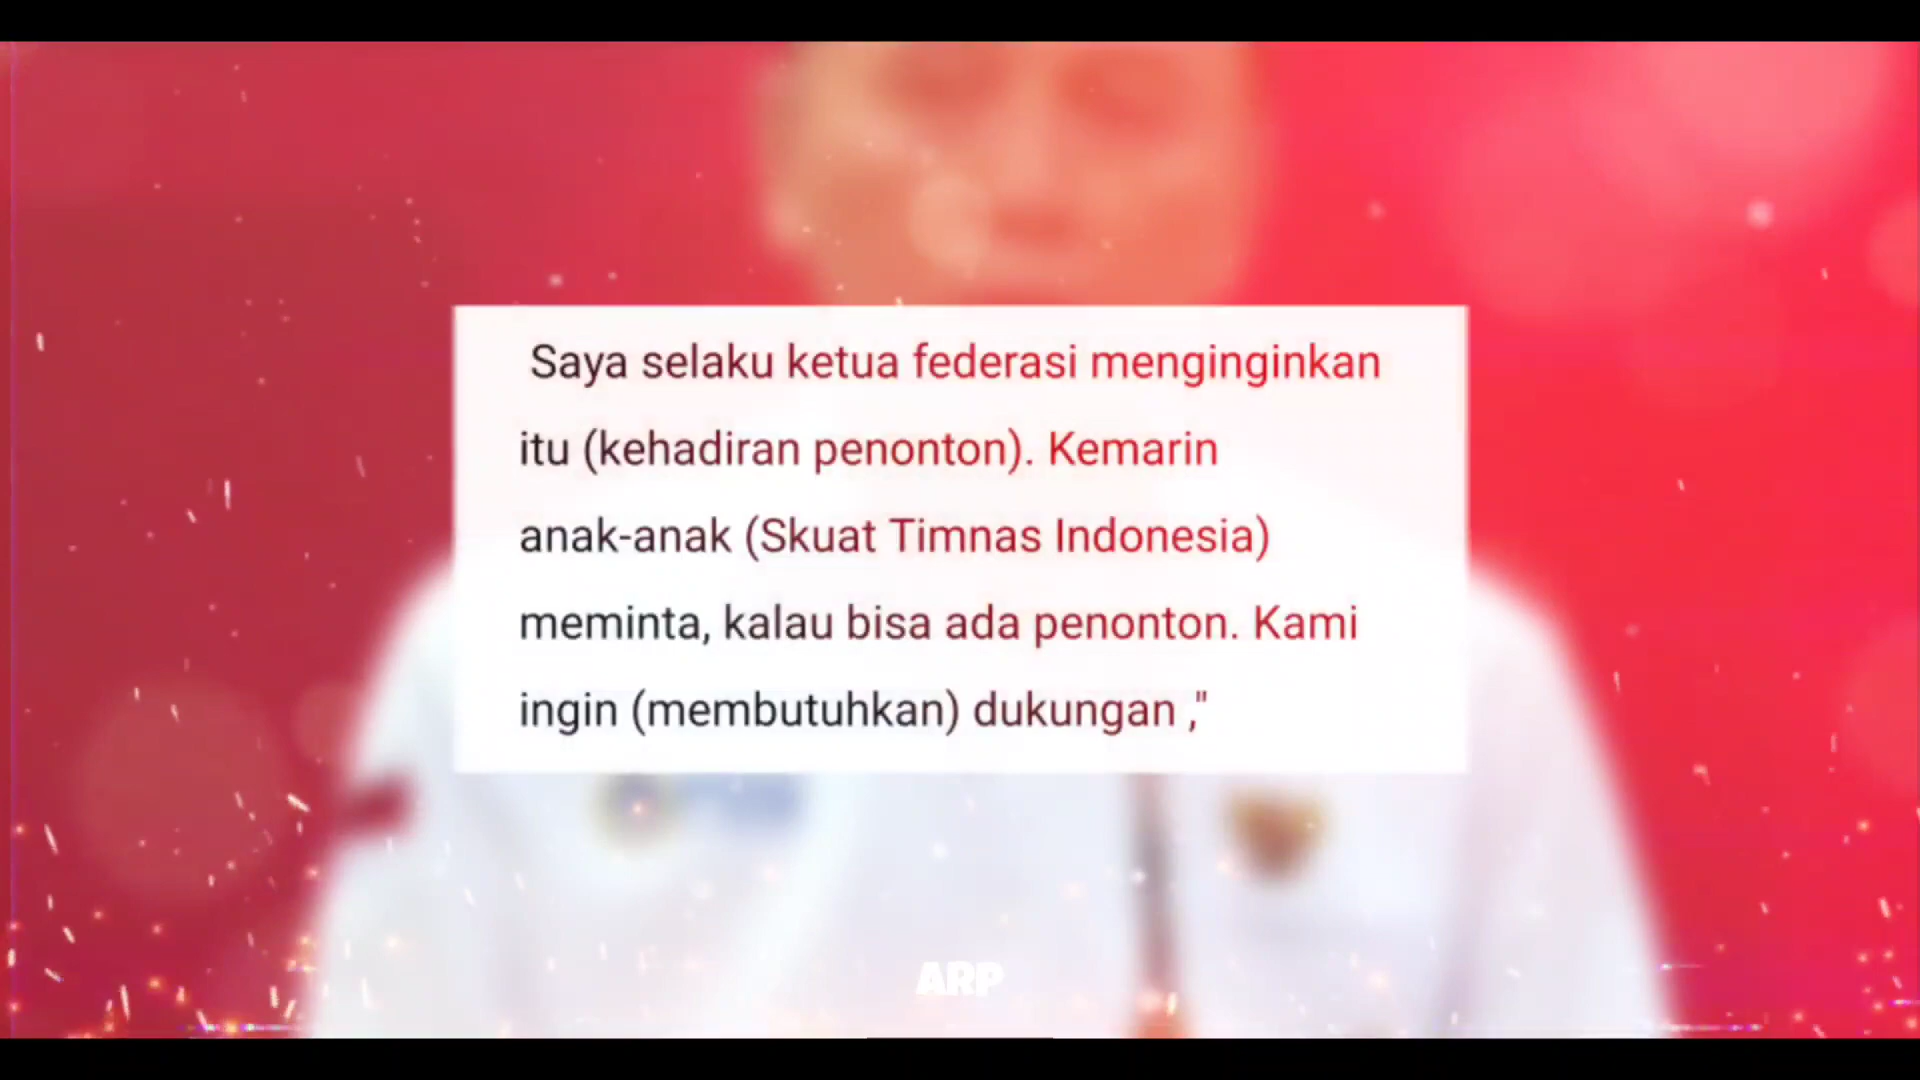 Saya selaku ketua federasi menginginkan
itu (kehadiran penonton). Kemarin
anak-anak (Skuat Timnas Indonesia)
meminta, kalau bisa ada penonton. Kami
ingin (membutuhkan) dukungan ,"
ARP